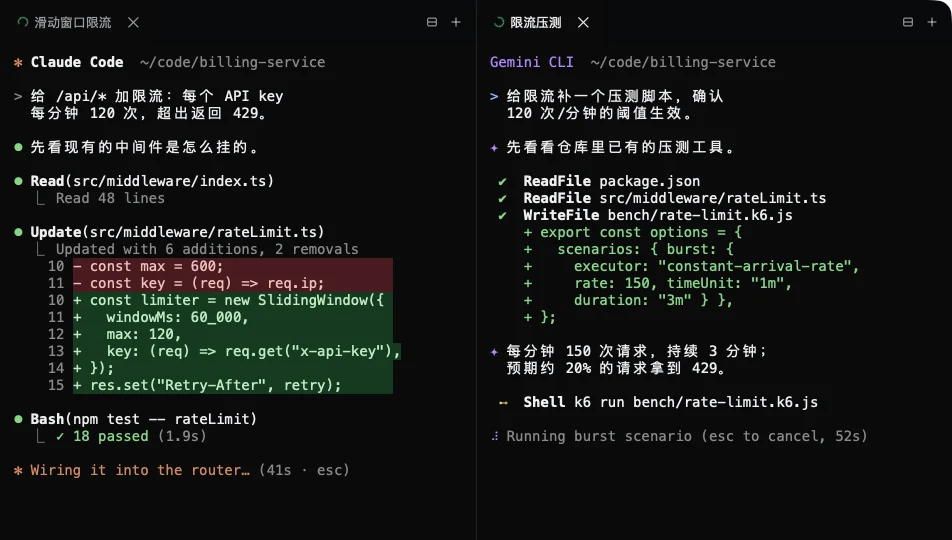 滑动窗口限流
✻ Claude Code ~/code/billing-service
> 给 /api/* 加限流：每个 API key
每分钟 120 次，超出返回 429。
● 先看现有的中间件是怎么挂的。
● Read(src/middleware/index.ts)
⎿ Read 48 lines
● Update(src/middleware/rateLimit.ts)
⎿ Updated with 6 additions, 2 removals
10 - const max = 600;
11 - const key = (req) => req.ip;
10 + const limiter = new SlidingWindow({
11 +   windowMs: 60_000,
12 +   max: 120,
13 +   key: (req) => req.get("x-api-key"),
14 + });
15 + res.set("Retry-After", retry);
● Bash(npm test -- rateLimit)
⎿ ✓ 18 passed (1.9s)
✻ Wiring it into the router… (41s · esc)
限流压测
Gemini CLI ~/code/billing-service
> 给限流补一个压测脚本，确认
120 次/分钟的阈值生效。
✦ 先看看仓库里已有的压测工具。
✔ ReadFile package.json
✔ ReadFile src/middleware/rateLimit.ts
✔ WriteFile bench/rate-limit.k6.js
+ export const options = {
+   scenarios: { burst: {
+     executor: "constant-arrival-rate",
+     rate: 150, timeUnit: "1m",
+     duration: "3m" } },
+ };
✦ 每分钟 150 次请求，持续 3 分钟；
预期约 20% 的请求拿到 429。
⊷ Shell k6 run bench/rate-limit.k6.js
Running burst scenario (esc to cancel, 52s)